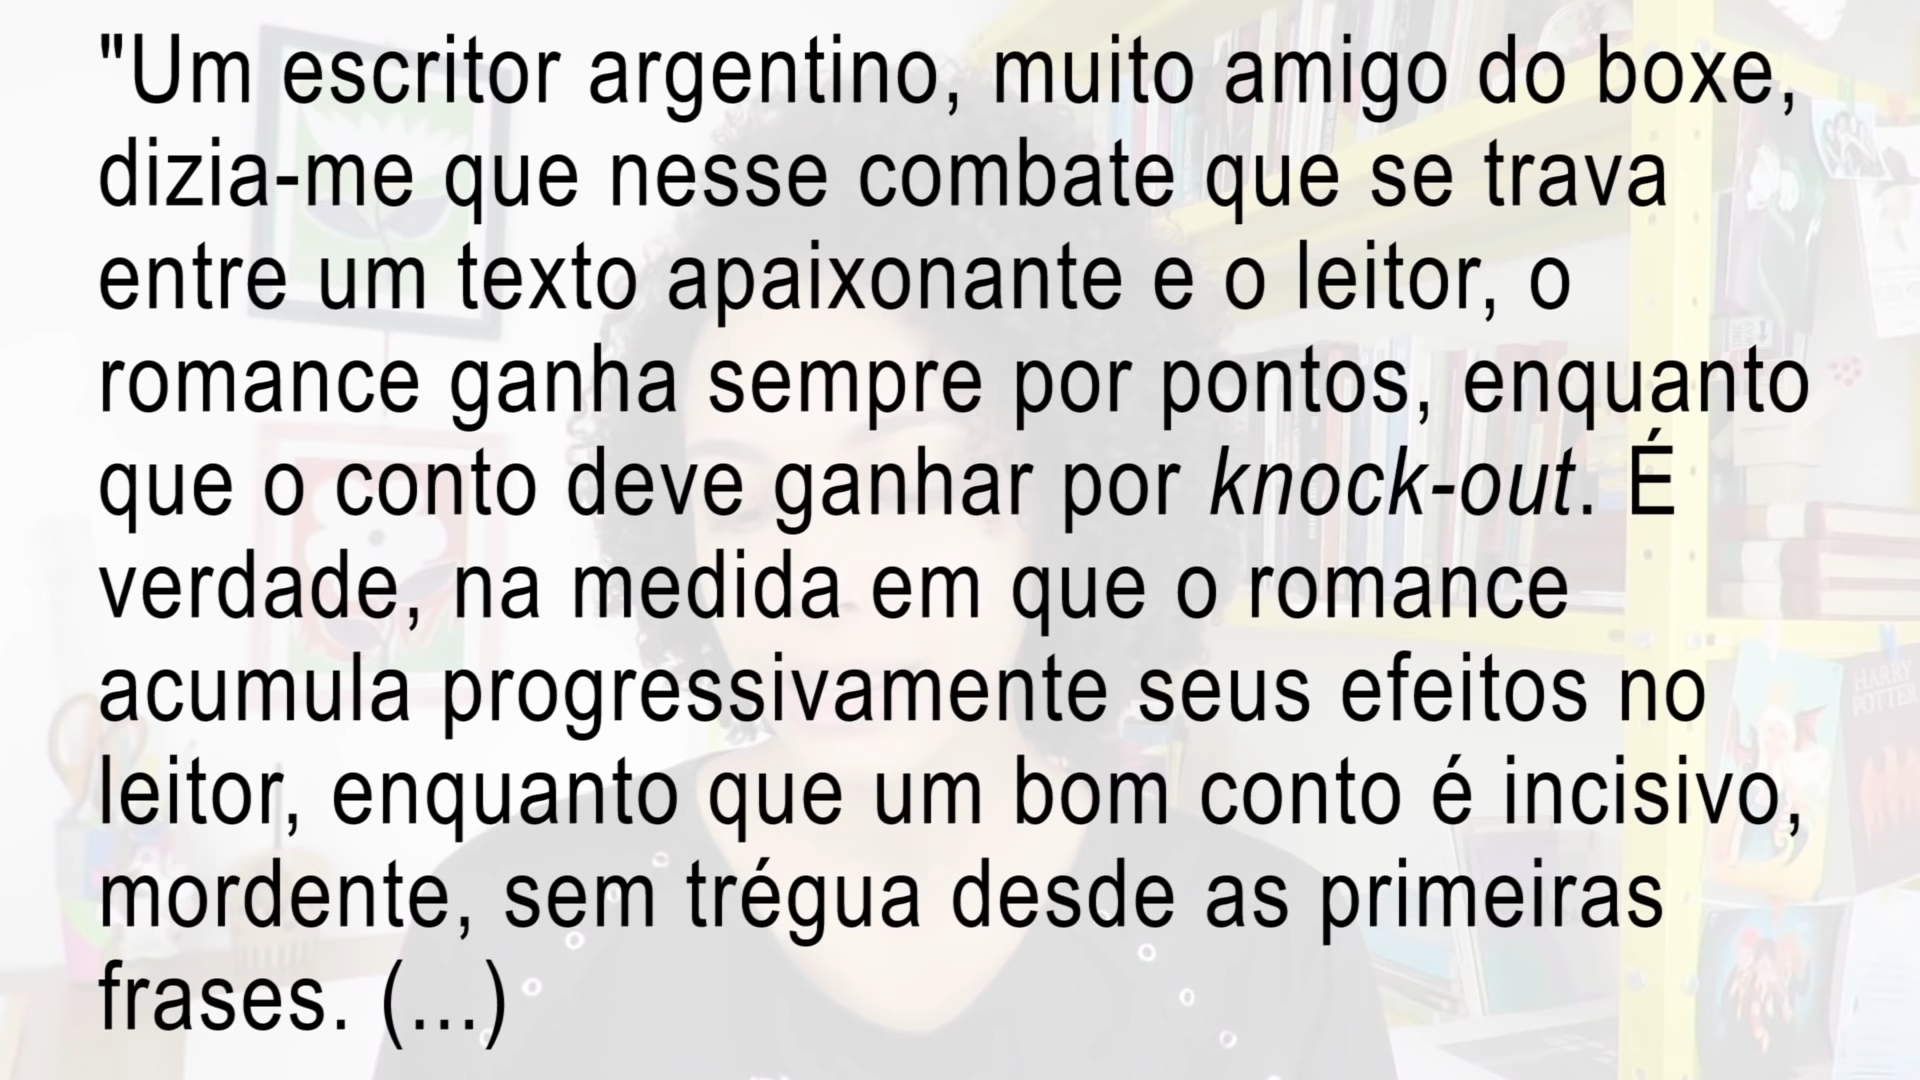 "Um escritor argentino, muito amigo do boxe,
dizia-me que nesse combate que se trava
entre um texto apaixonante e o leitor, o
romance ganha sempre por pontos, enquanto
que o conto deve ganhar por knock-out. É
verdade, na medida em que o romance
acumula progressivamente seus efeitos no
leitor, enquanto que um bom conto é incisivo,
mordente, sem trégua desde as primeiras
frases. (...)
HARRY
POTTER